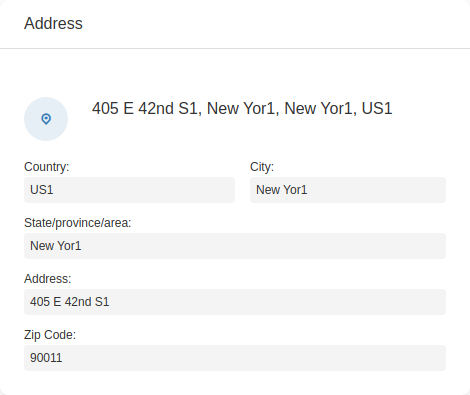 Address
405 E 42nd S1, New Yor1, New Yor1, US1
Country: City:
US1 New Yor1
State/province/area:
New Yor1
Address:
405 E 42nd S1
Zip Code:
90011